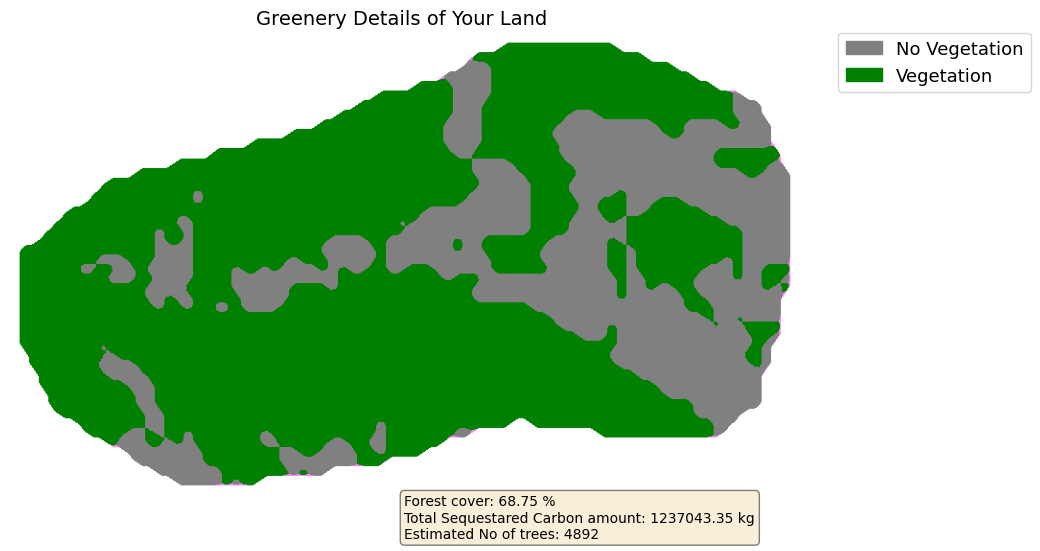 Greenery Details of Your Land
No Vegetation
Vegetation
Forest cover: 68.75 %
Total Sequestared Carbon amount: 1237043.35 kg
Estimated No of trees: 4892